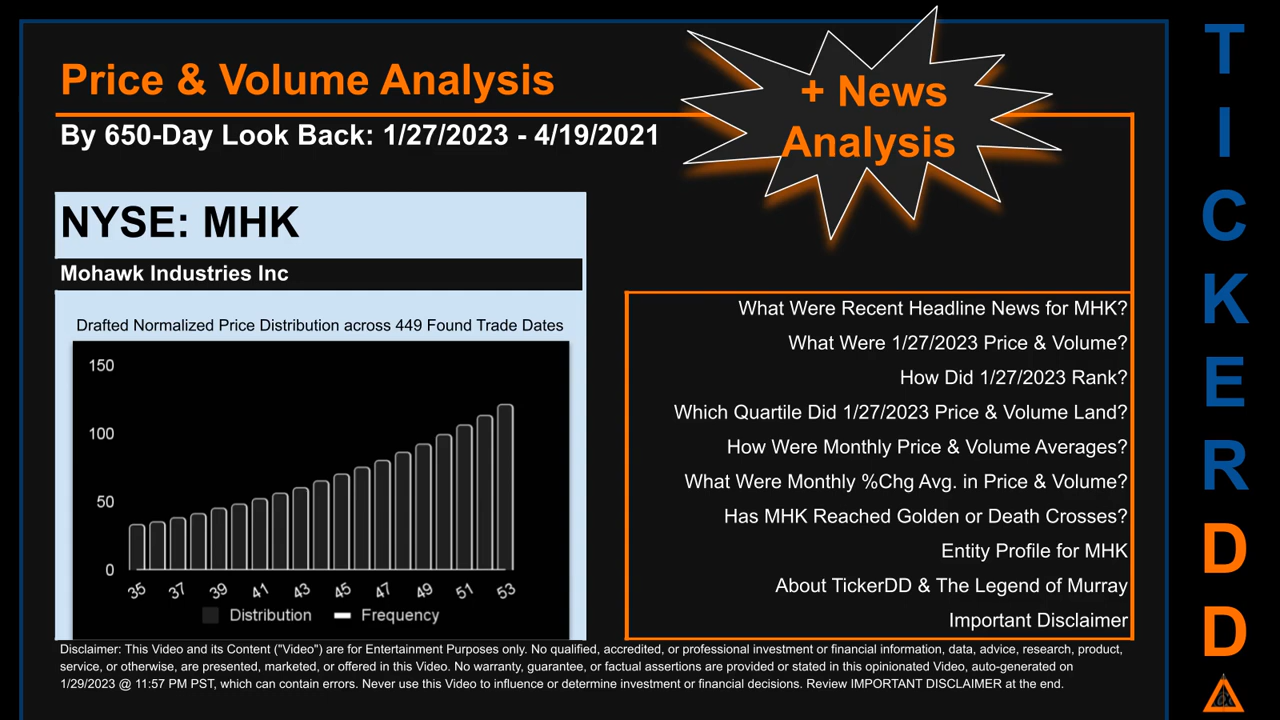 Price & Volume Analysis
+ News
Analysis
By 650-Day Look Back: 1/27/2023 - 4/19/2021
NYSE: MHK
Mohawk Industries Inc
Drafted Normalized Price Distribution across 449 Found Trade Dates
150
100
50
0
35 37 39 41 43 45 47 49 51 53
Distribution Frequency
What Were Recent Headline News for MHK?
What Were 1/27/2023 Price & Volume?
How Did 1/27/2023 Rank?
Which Quartile Did 1/27/2023 Price & Volume Land?
How Were Monthly Price & Volume Averages?
What Were Monthly %Chg Avg. in Price & Volume?
Has MHK Reached Golden or Death Crosses?
Entity Profile for MHK
About TickerDD & The Legend of Murray
Important Disclaimer
Disclaimer: This Video and its Content ("Video") are for Entertainment Purposes only. No qualified, accredited, or professional investment or financial information, data, advice, research, product,
service, or otherwise, are presented, marketed, or offered in this Video. No warranty, guarantee, or factual assertions are provided or stated in this opinionated Video, auto-generated on
1/29/2023 @ 11:57 PM PST, which can contain errors. Never use this Video to influence or determine investment or financial decisions. Review IMPORTANT DISCLAIMER at the end.
T
I
C
K
E
R
D
D